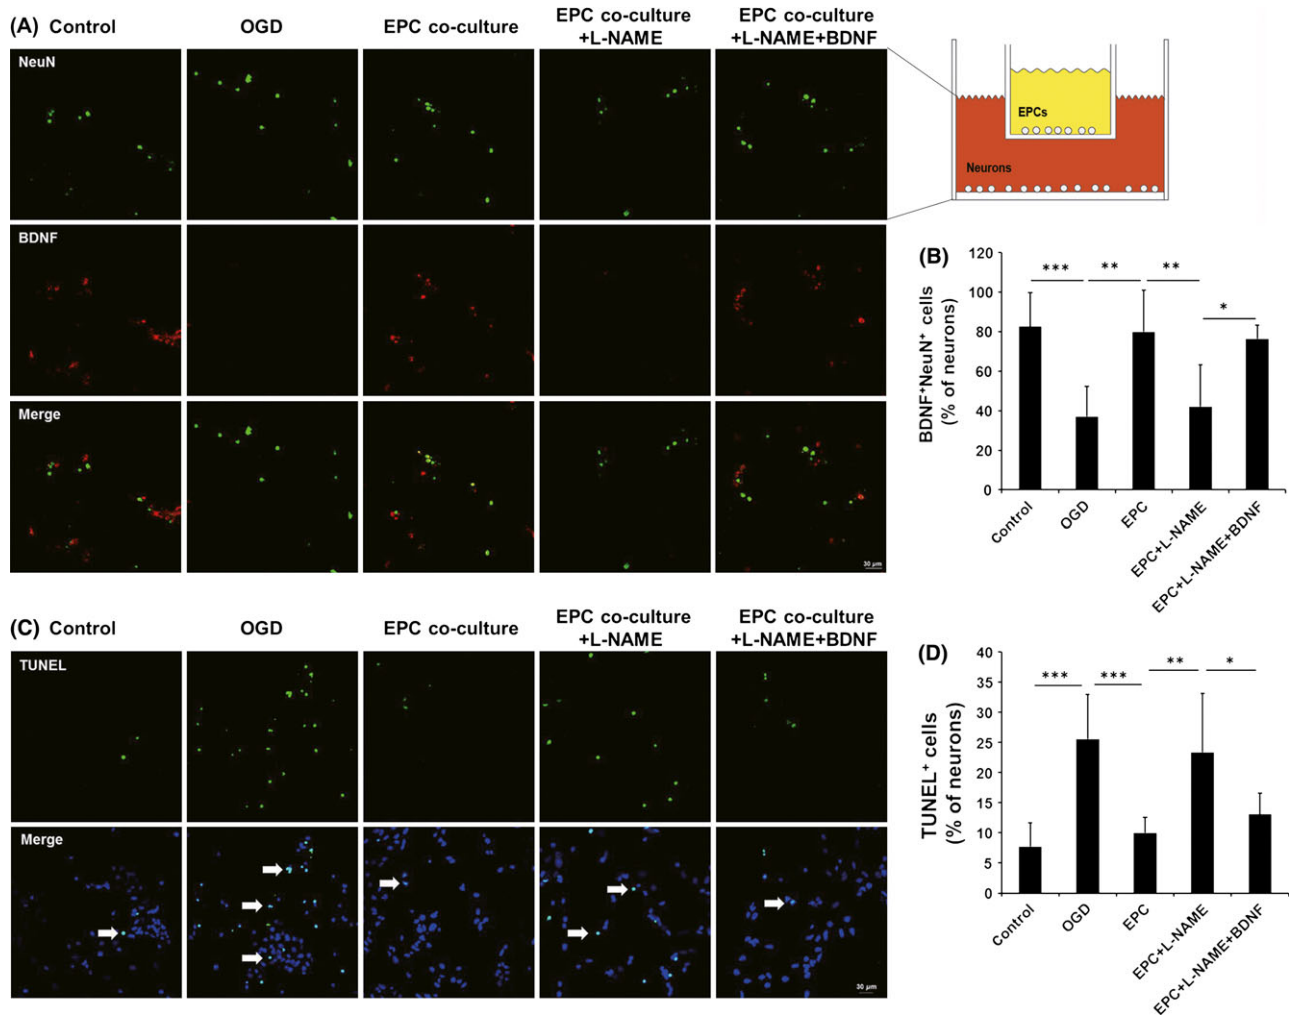 (A) Control OGD EPC co-culture EPC co-culture EPC co-culture
+L-NAME +L-NAME+BDNF
NeuN
BDNF
Merge
30 µm
EPCs
Neurons
(B)
120
100
80
60
40
20
0
BDNF⁺NeuN⁺ cells
(% of neurons)
*** ** ** *
Control OGD EPC EPC+L-NAME EPC+L-NAME+BDNF
(C) Control OGD EPC co-culture EPC co-culture EPC co-culture
+L-NAME +L-NAME+BDNF
TUNEL
Merge
30 µm
(D)
40
35
30
25
20
15
10
5
0
TUNEL⁺ cells
(% of neurons)
*** *** ** *
Control OGD EPC EPC+L-NAME EPC+L-NAME+BDNF